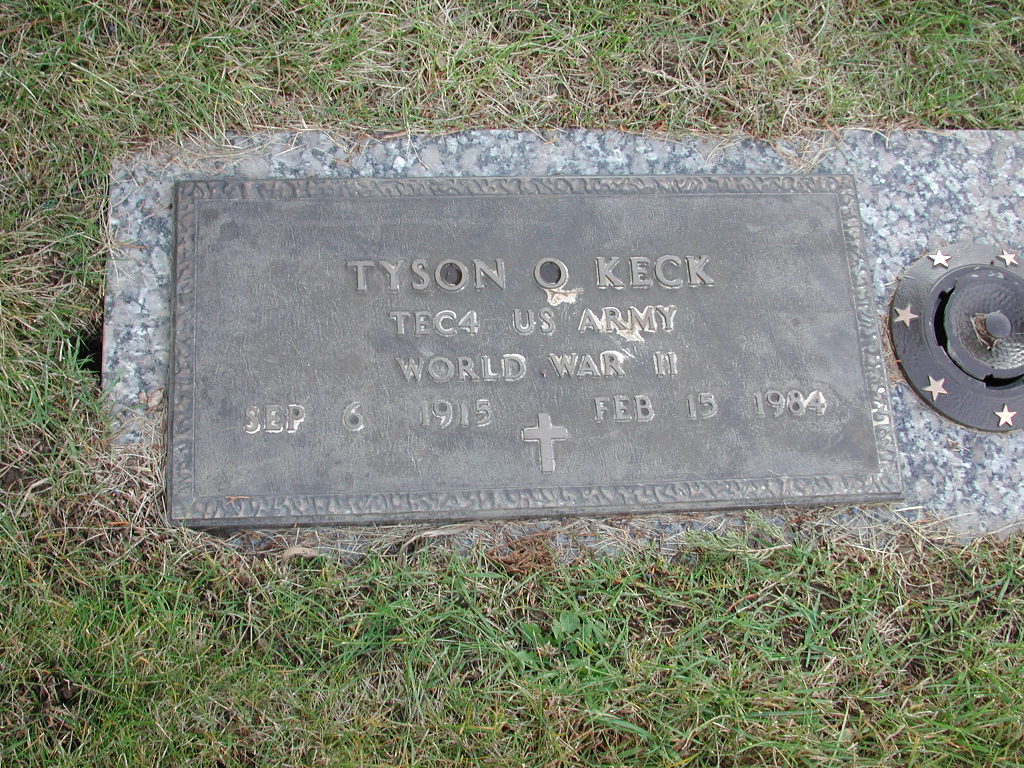 TYSON O KECK
TEC4 US ARMY
WORLD WAR II
SEP 6 1915 FEB 15 1984